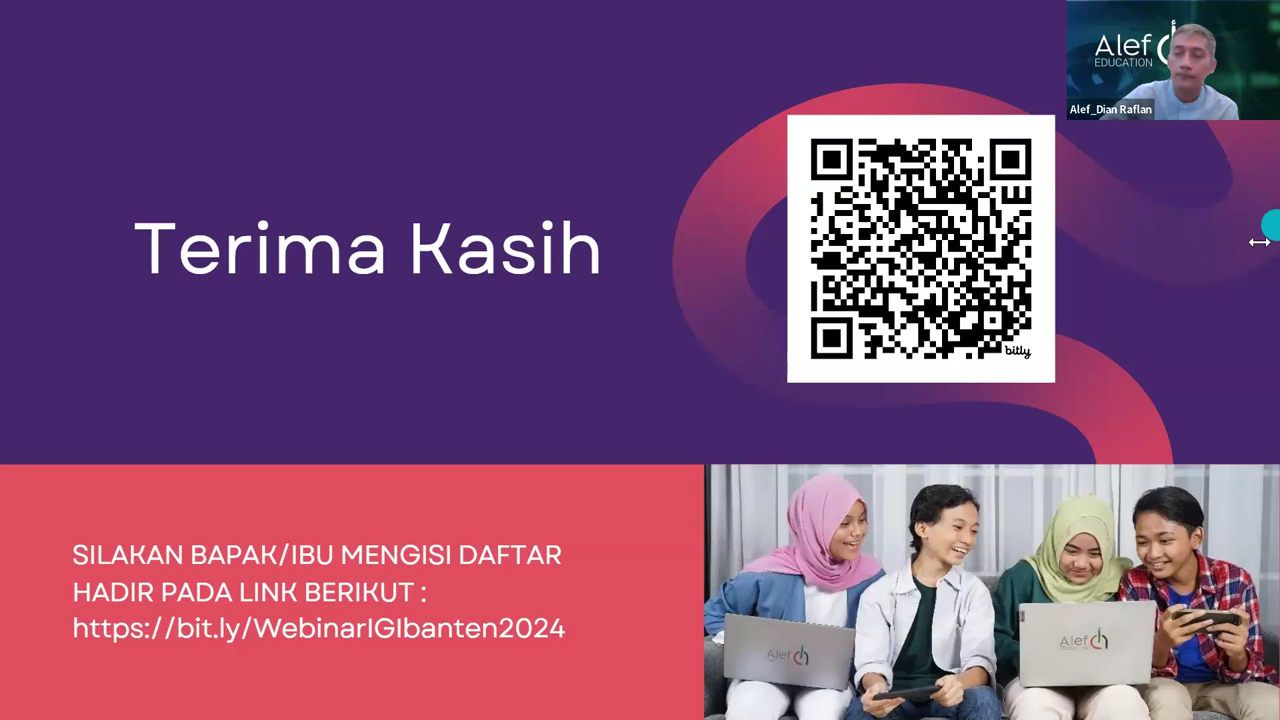 Alef
EDUCATION
Alef_Dian Raflan
Terima Kasih
bitly
SILAKAN BAPAK/IBU MENGISI DAFTAR
HADIR PADA LINK BERIKUT :
https://bit.ly/WebinarIGIbanten2024
Alef
Alef